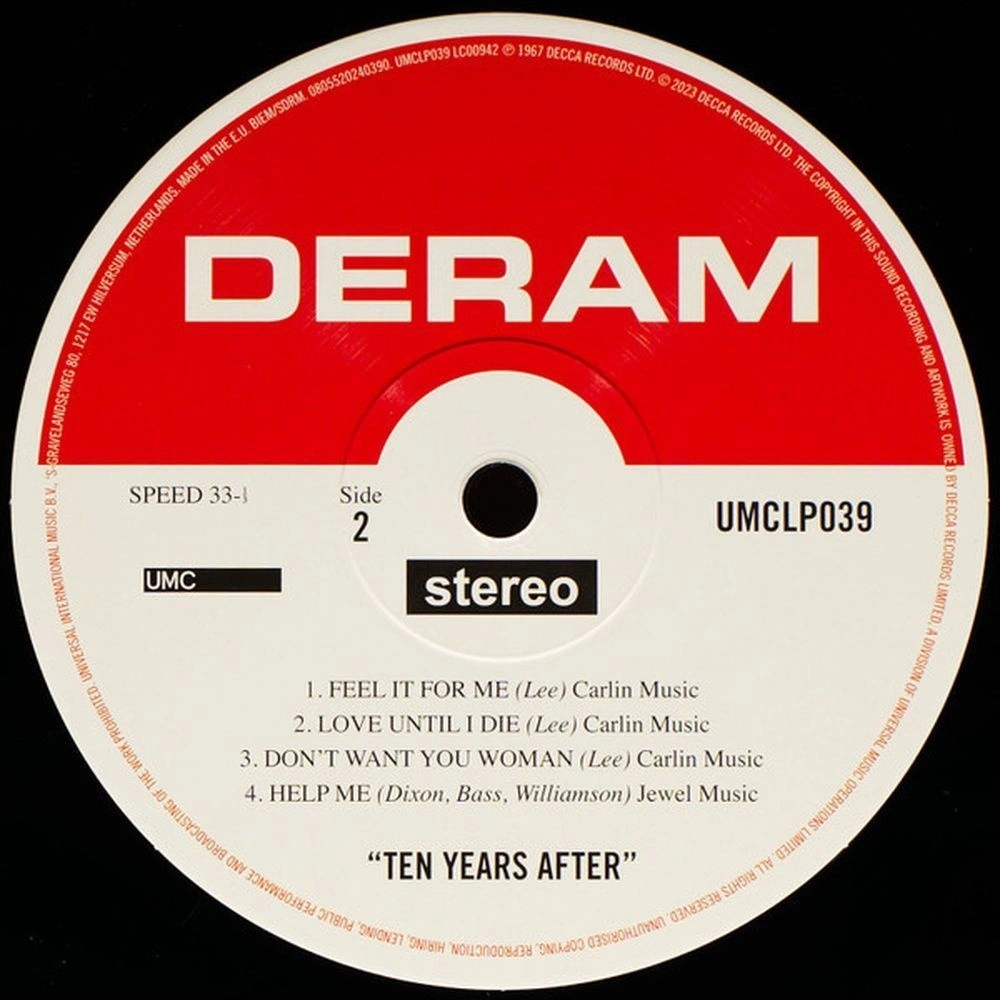 UNIVERSAL INTERNATIONAL MUSIC B.V., 'S-GRAVELANDSEWEG 80, 1217 EW HILVERSUM, NETHERLANDS. MADE IN THE E.U. BIEM/SDRM. 0805520240390. UMCLP039 LC00942 ℗ 1967 DECCA RECORDS LTD. © 2023 DECCA RECORDS LTD. THE COPYRIGHT IN THIS SOUND RECORDING AND ARTWORK IS OWNED BY DECCA RECORDS LIMITED, A DIVISION OF UNIVERSAL MUSIC OPERATIONS LIMITED. ALL RIGHTS RESERVED. UNAUTHORISED COPYING, REPRODUCTION, HIRING, LENDING, PUBLIC PERFORMANCE AND BROADCASTING OF THE WORK PROHIBITED.
DERAM
SPEED 33-
Side
2
UMCLP039
UMC
stereo
1. FEEL IT FOR ME (Lee) Carlin Music
2. LOVE UNTIL I DIE (Lee) Carlin Music
3. DON'T WANT YOU WOMAN (Lee) Carlin Music
4. HELP ME (Dixon, Bass, Williamson) Jewel Music
“TEN YEARS AFTER”